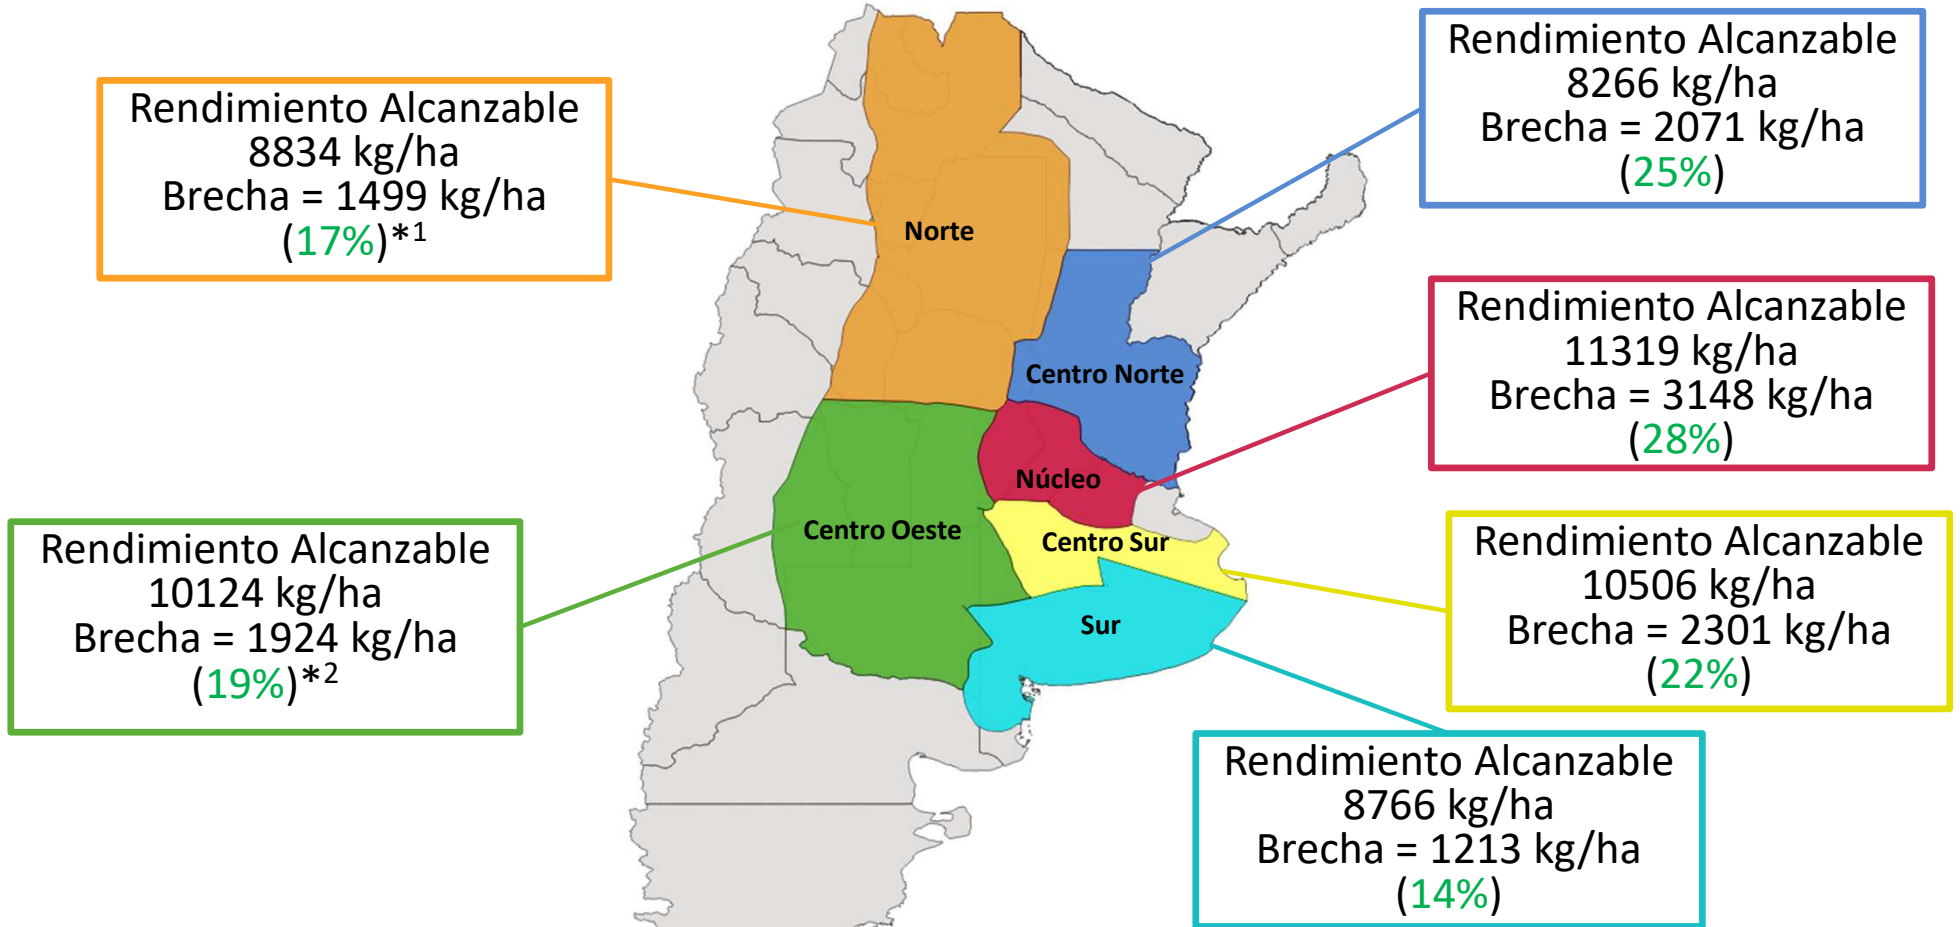 Rendimiento Alcanzable
8834 kg/ha
Brecha = 1499 kg/ha
(17%)*1
Rendimiento Alcanzable
8266 kg/ha
Brecha = 2071 kg/ha
(25%)
Norte
Rendimiento Alcanzable
11319 kg/ha
Brecha = 3148 kg/ha
(28%)
Centro Norte
Núcleo
Centro Oeste
Centro Sur
Sur
Rendimiento Alcanzable
10124 kg/ha
Brecha = 1924 kg/ha
(19%)*2
Rendimiento Alcanzable
10506 kg/ha
Brecha = 2301 kg/ha
(22%)
Rendimiento Alcanzable
8766 kg/ha
Brecha = 1213 kg/ha
(14%)